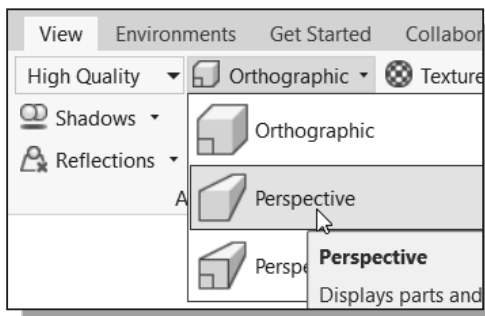 View Environments Get Started Collabor
High Quality Orthographic Texture
Shadows
Orthographic
Reflections
A
Perspective
Perspe
Perspective
Displays parts and